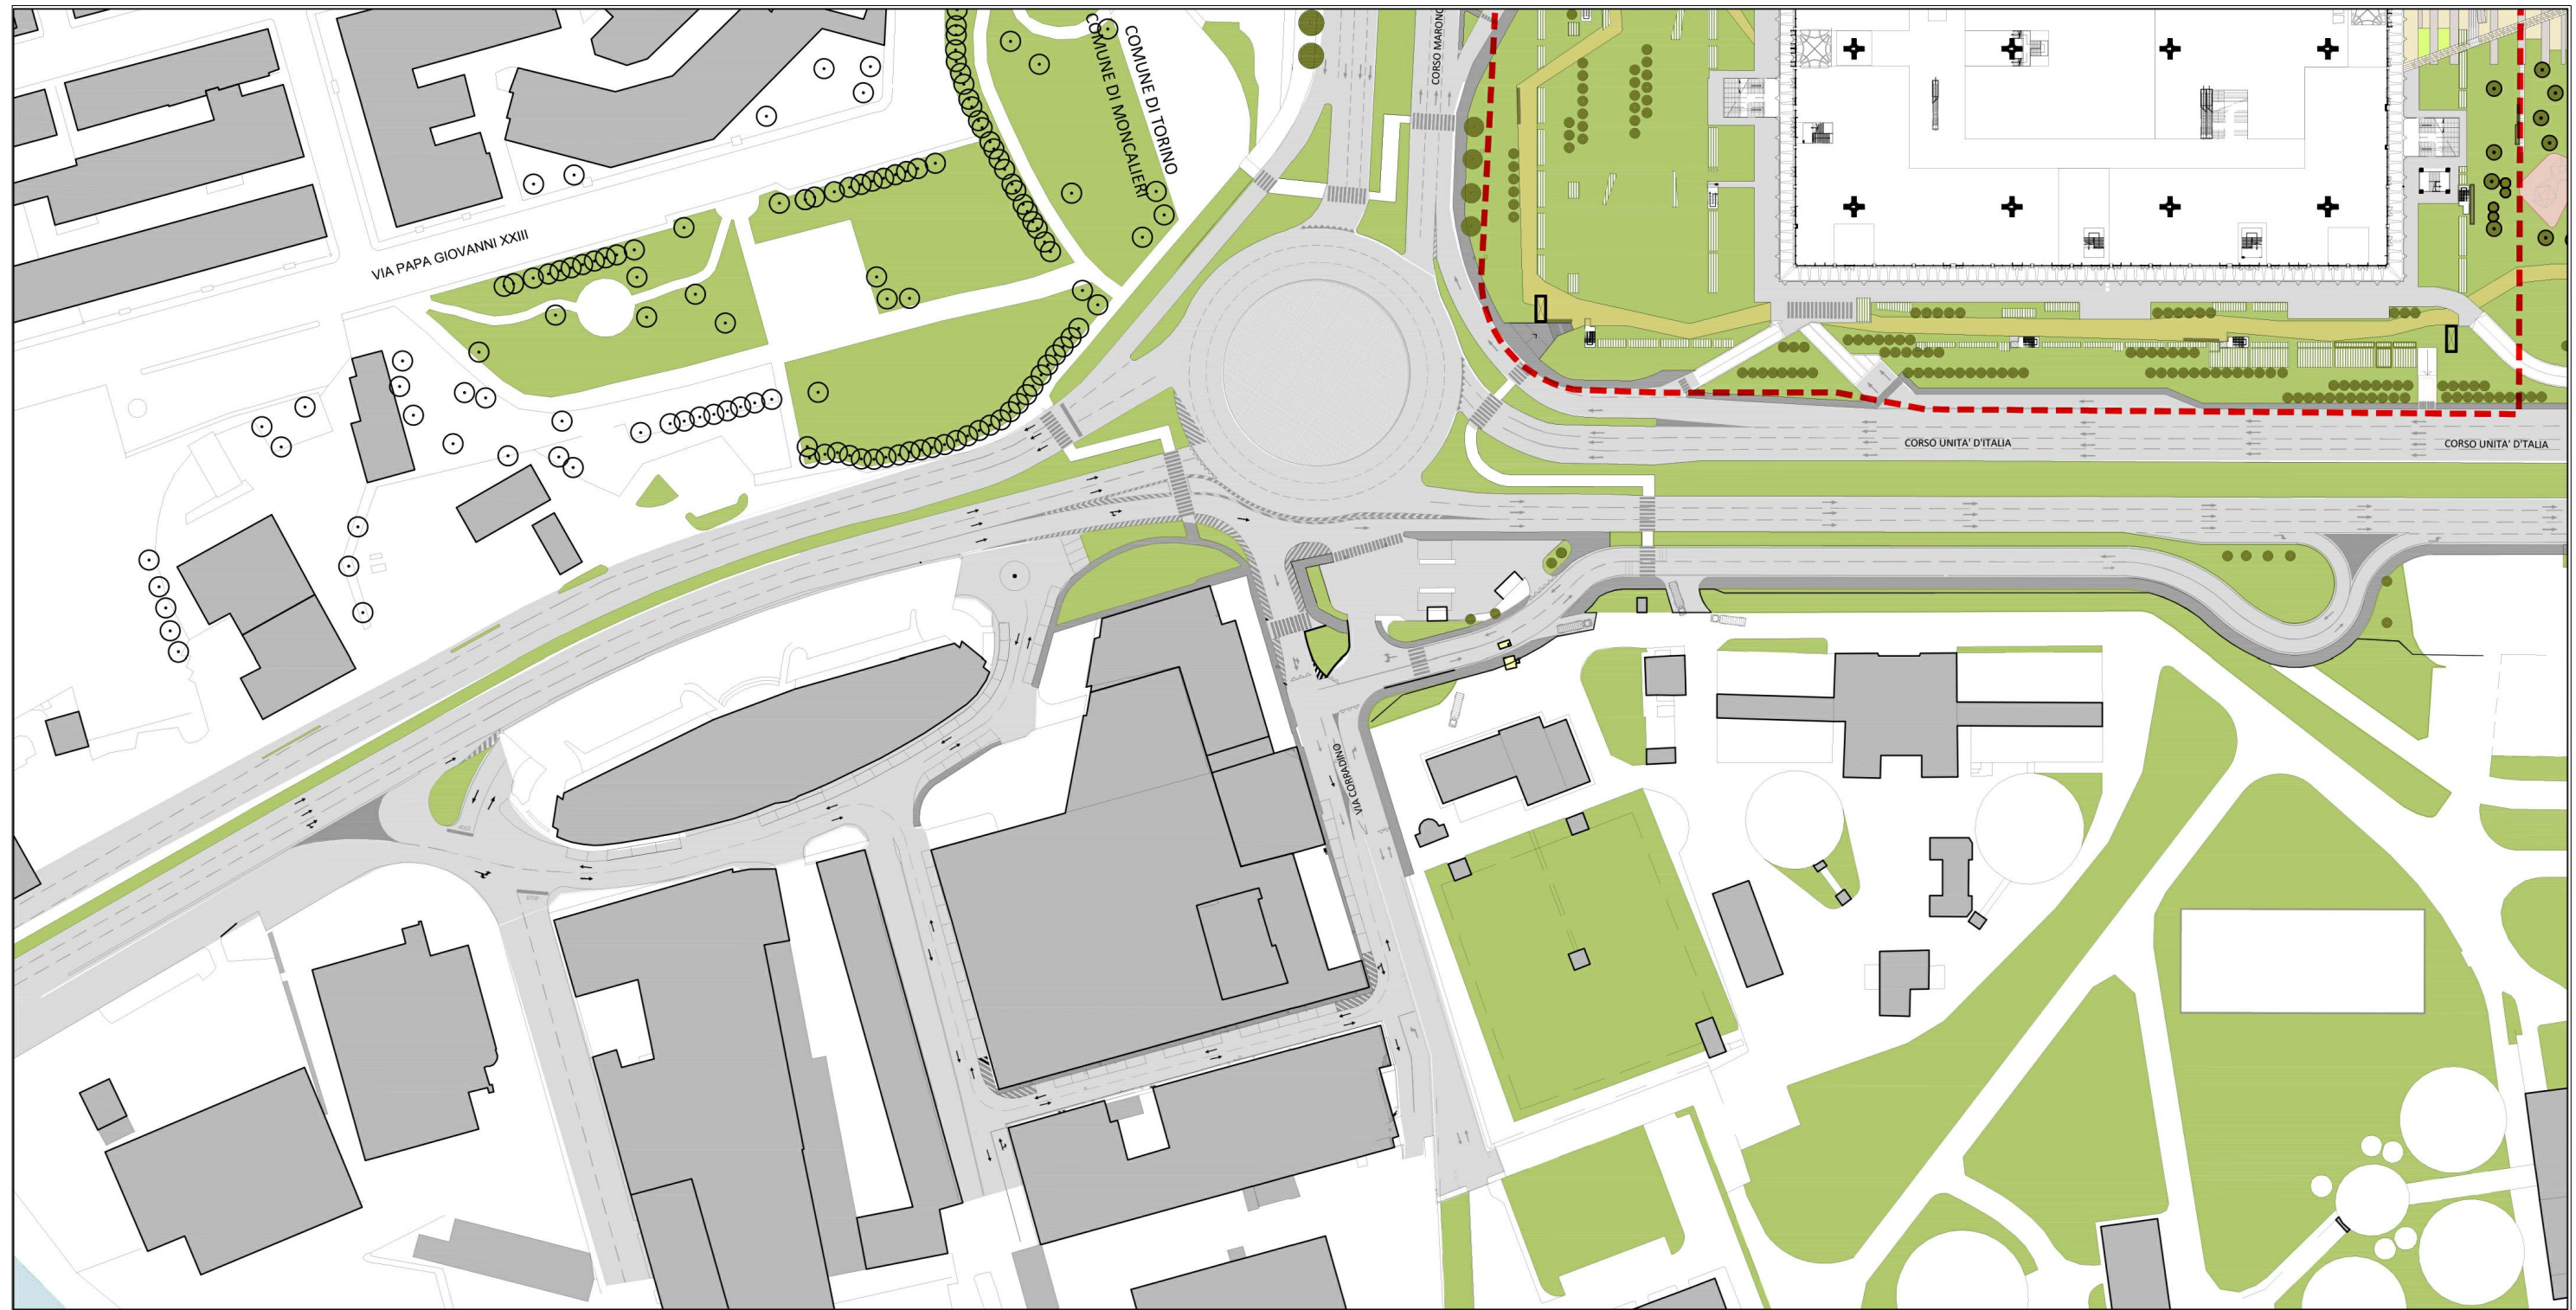 COMUNE DI TORINO
COMUNE DI MONCALIERI
CORSO MARONC
VIA PAPA GIOVANNI XXIII
CORSO UNITA' D'ITALIA
CORSO UNITA' D'TALIA
VIA CORRADINO